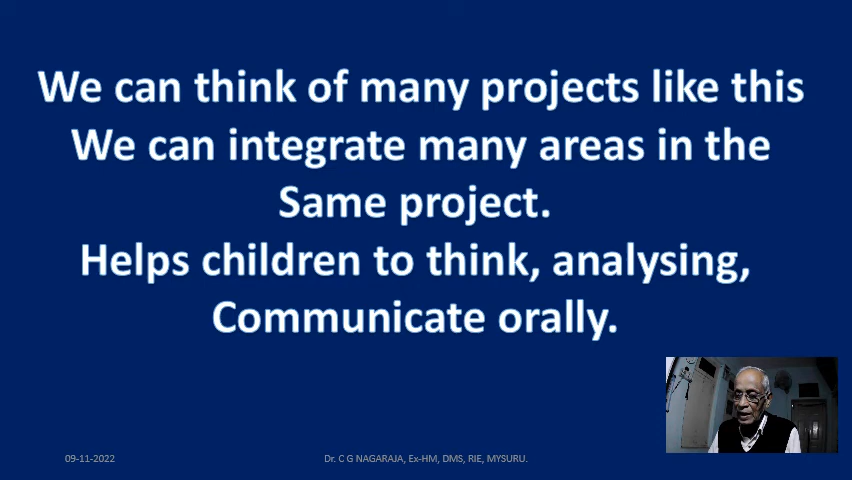 We can think of many projects like this
We can integrate many areas in the
Same project.
Helps children to think, analysing,
Communicate orally.
09-11-2022
Dr. C G NAGARAJA, Ex-HM, DMS, RIE, MYSURU.